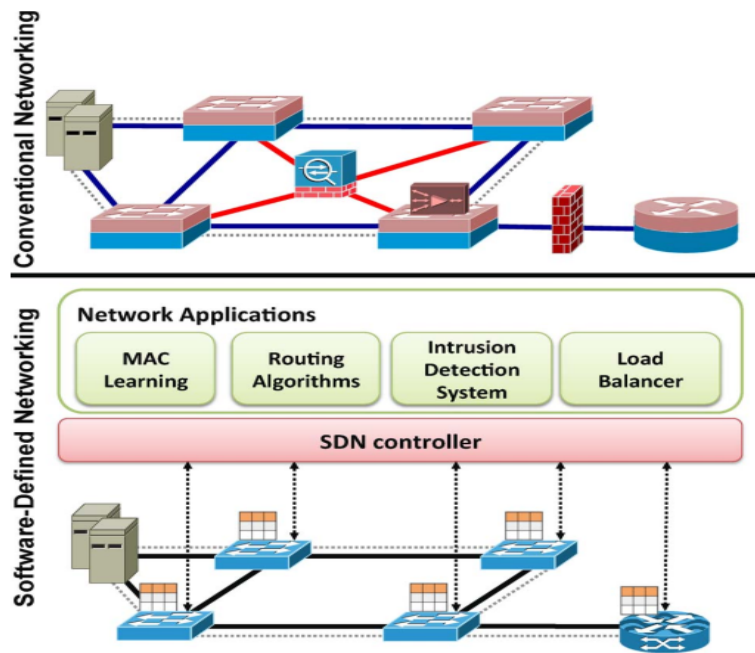 Conventional Networking
Software-Defined Networking
Network Applications
MAC
Learning
Routing
Algorithms
Intrusion
Detection
System
Load
Balancer
SDN controller